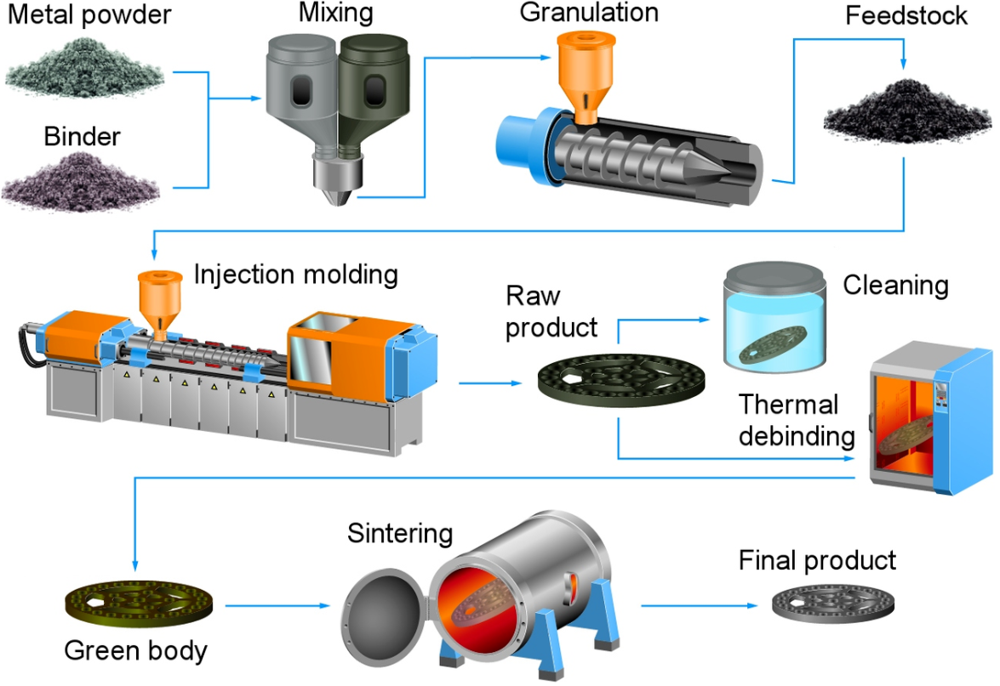 Metal powder
Mixing
Granulation
Feedstock
Binder
Injection molding
Raw
product
Cleaning
Thermal
debinding
Sintering
Final product
Green body